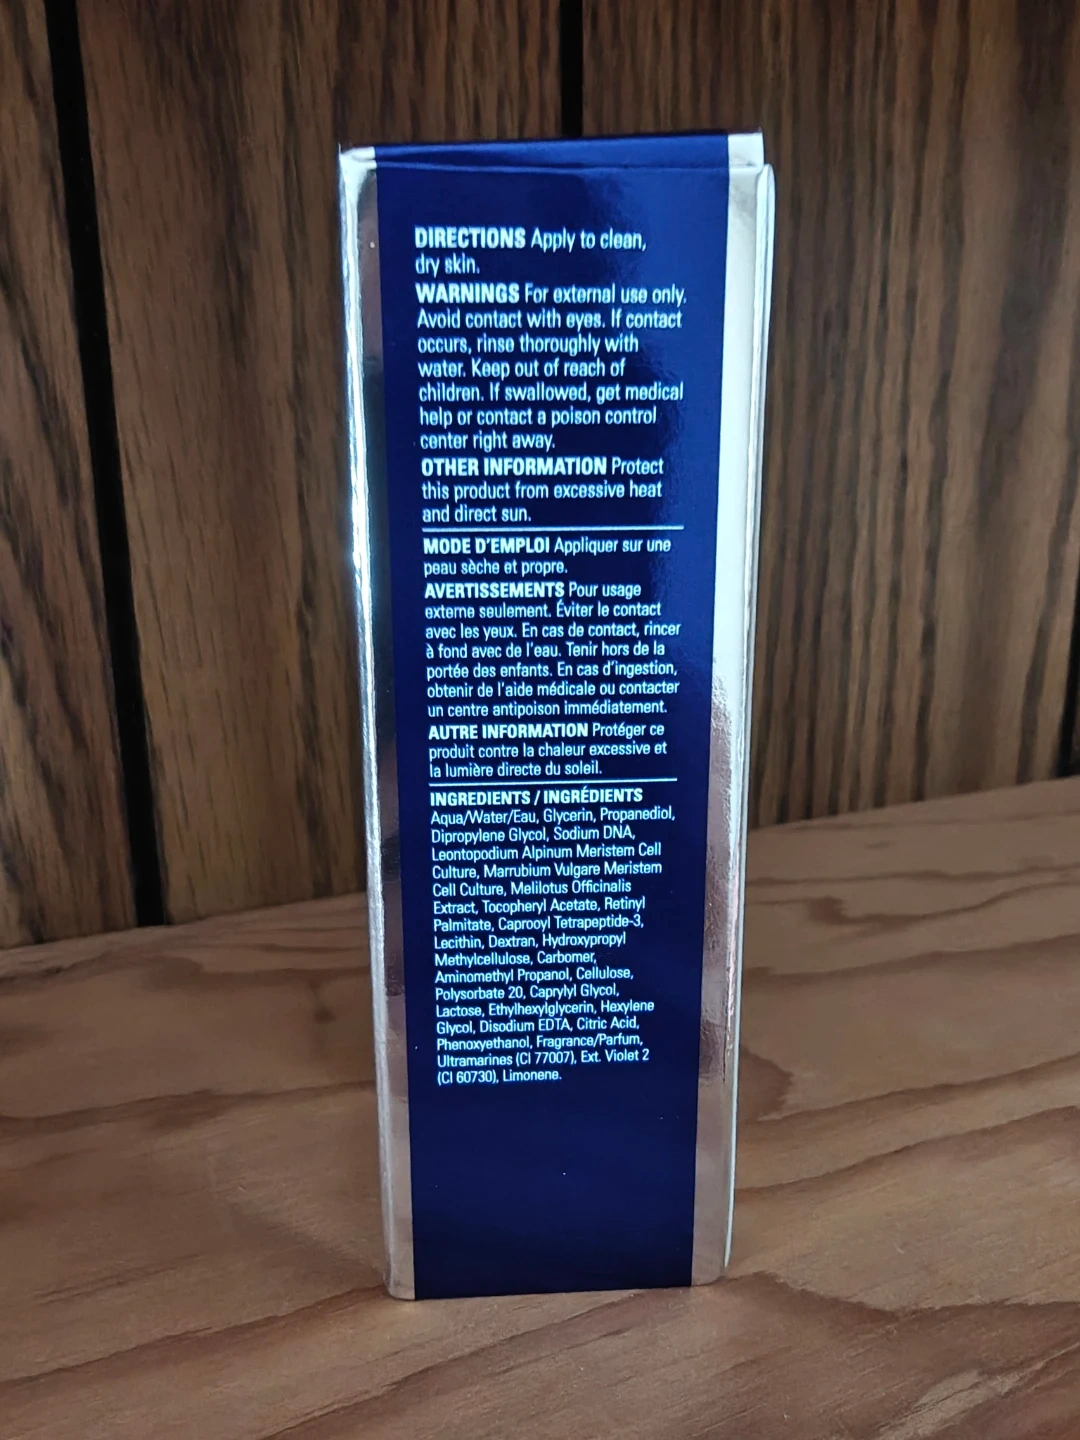 DIRECTIONS Apply to clean,
dry skin.
WARNINGS For external use only.
Avoid contact with eyes. If contact
occurs, rinse thoroughly with
water. Keep out of reach of
children. If swallowed, get medical
help or contact a poison control
center right away.
OTHER INFORMATION Protect
this product from excessive heat
and direct sun.
MODE D'EMPLOI Appliquer sur une
peau sèche et propre.
AVERTISSEMENTS Pour usage
externe seulement. Éviter le contact
avec les yeux. En cas de contact, rincer
à fond avec de l'eau. Tenir hors de la
portée des enfants. En cas d'ingestion,
obtenir de l'aide médicale ou contacter
un centre antipoison immédiatement.
AUTRE INFORMATION Protéger ce
produit contre la chaleur excessive et
la lumière directe du soleil.
INGREDIENTS / INGRÉDIENTS
Aqua/Water/Eau, Glycerin, Propanediol,
Dipropylene Glycol, Sodium DNA,
Leontopodium Alpinum Meristem Cell
Culture, Marrubium Vulgare Meristem
Cell Culture, Melilotus Officinalis
Extract, Tocopheryl Acetate, Retinyl
Palmitate, Caprooyl Tetrapeptide-3,
Lecithin, Dextran, Hydroxypropyl
Methylcellulose, Carbomer,
Aminomethyl Propanol, Cellulose,
Polysorbate 20, Caprylyl Glycol,
Lactose, Ethylhexylglycerin, Hexylene
Glycol, Disodium EDTA, Citric Acid,
Phenoxyethanol, Fragrance/Parfum,
Ultramarines (CI 77007), Ext. Violet 2
(CI 60730), Limonene.